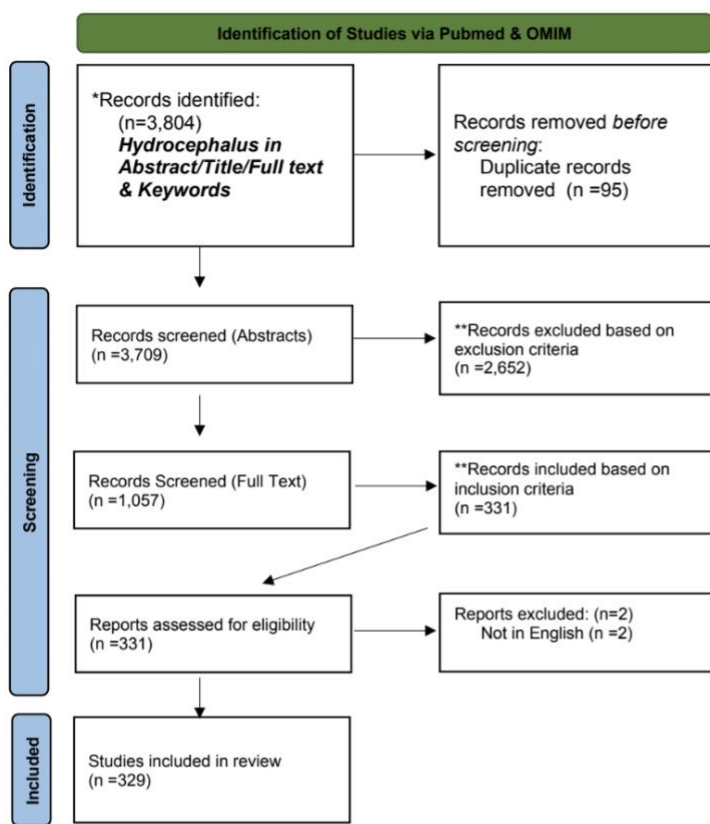 Identification of Studies via Pubmed & OMIM
Identification
*Records identified:
(n=3,804)
Hydrocephalus in
Abstract/Title/Full text
& Keywords
Records removed before
screening:
Duplicate records
removed (n =95)
Screening
Records screened (Abstracts)
(n =3,709)
**Records excluded based on
exclusion criteria
(n =2,652)
Records Screened (Full Text)
(n =1,057)
**Records included based on
inclusion criteria
(n =331)
Reports assessed for eligibility
(n =331)
Reports excluded: (n=2)
Not in English (n =2)
Included
Studies included in review
(n =329)